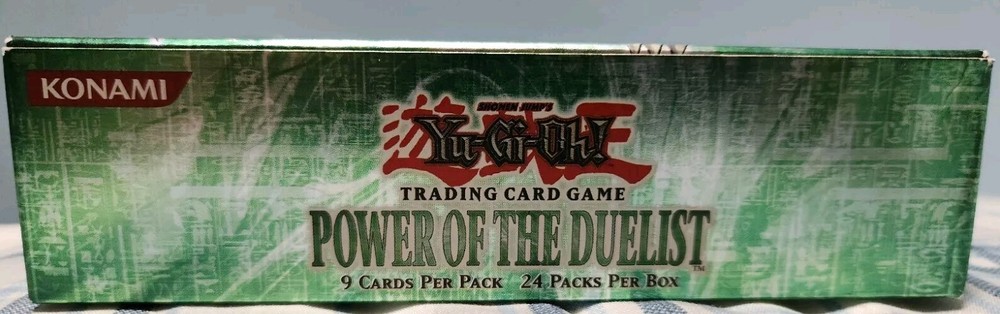 KONAMI
SHONEN JUMP'S
Yu-Gi-Oh!
TRADING CARD GAME
POWER OF THE DUELIST™
9 CARDS PER PACK 24 PACKS PER BOX